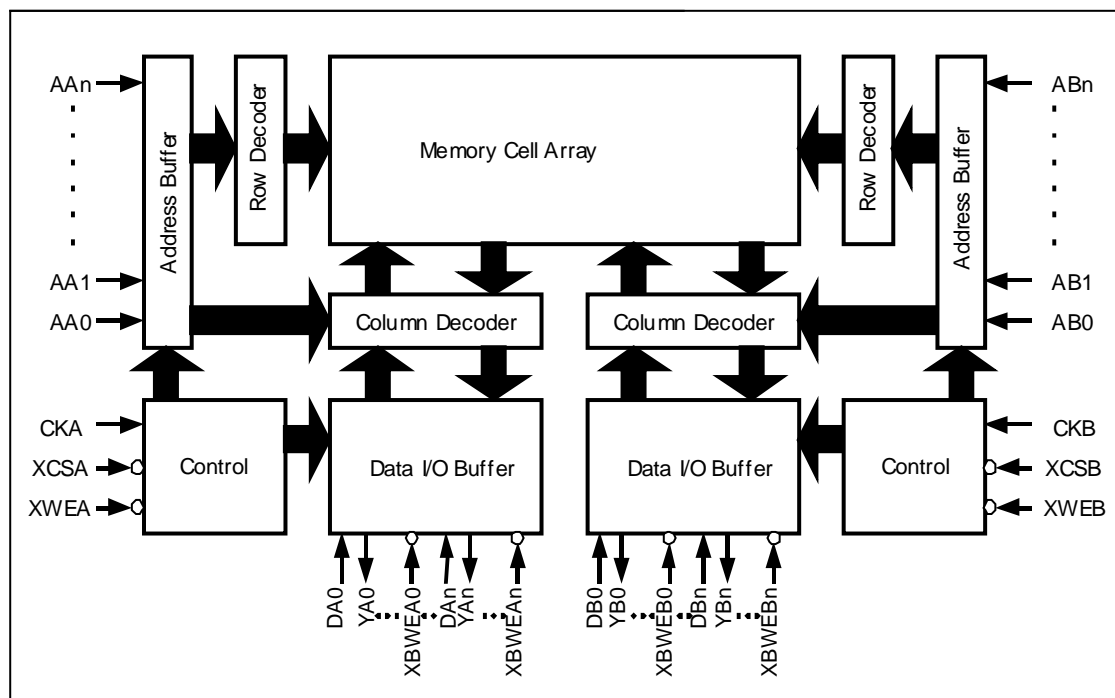 AAn
AA1
AA0
Address Buffer
Row Decoder
Memory Cell Array
Row Decoder
Address Buffer
ABn
AB1
AB0
Column Decoder
Column Decoder
CKA
XCSA
XWEA
Control
Data I/O Buffer
Data I/O Buffer
Control
CKB
XCSB
XWEB
DA0
YA0
XBWEA0
DAn
YAn
XBWEAn
DB0
YB0
XBWEB0
DBn
YBn
XBWEBn